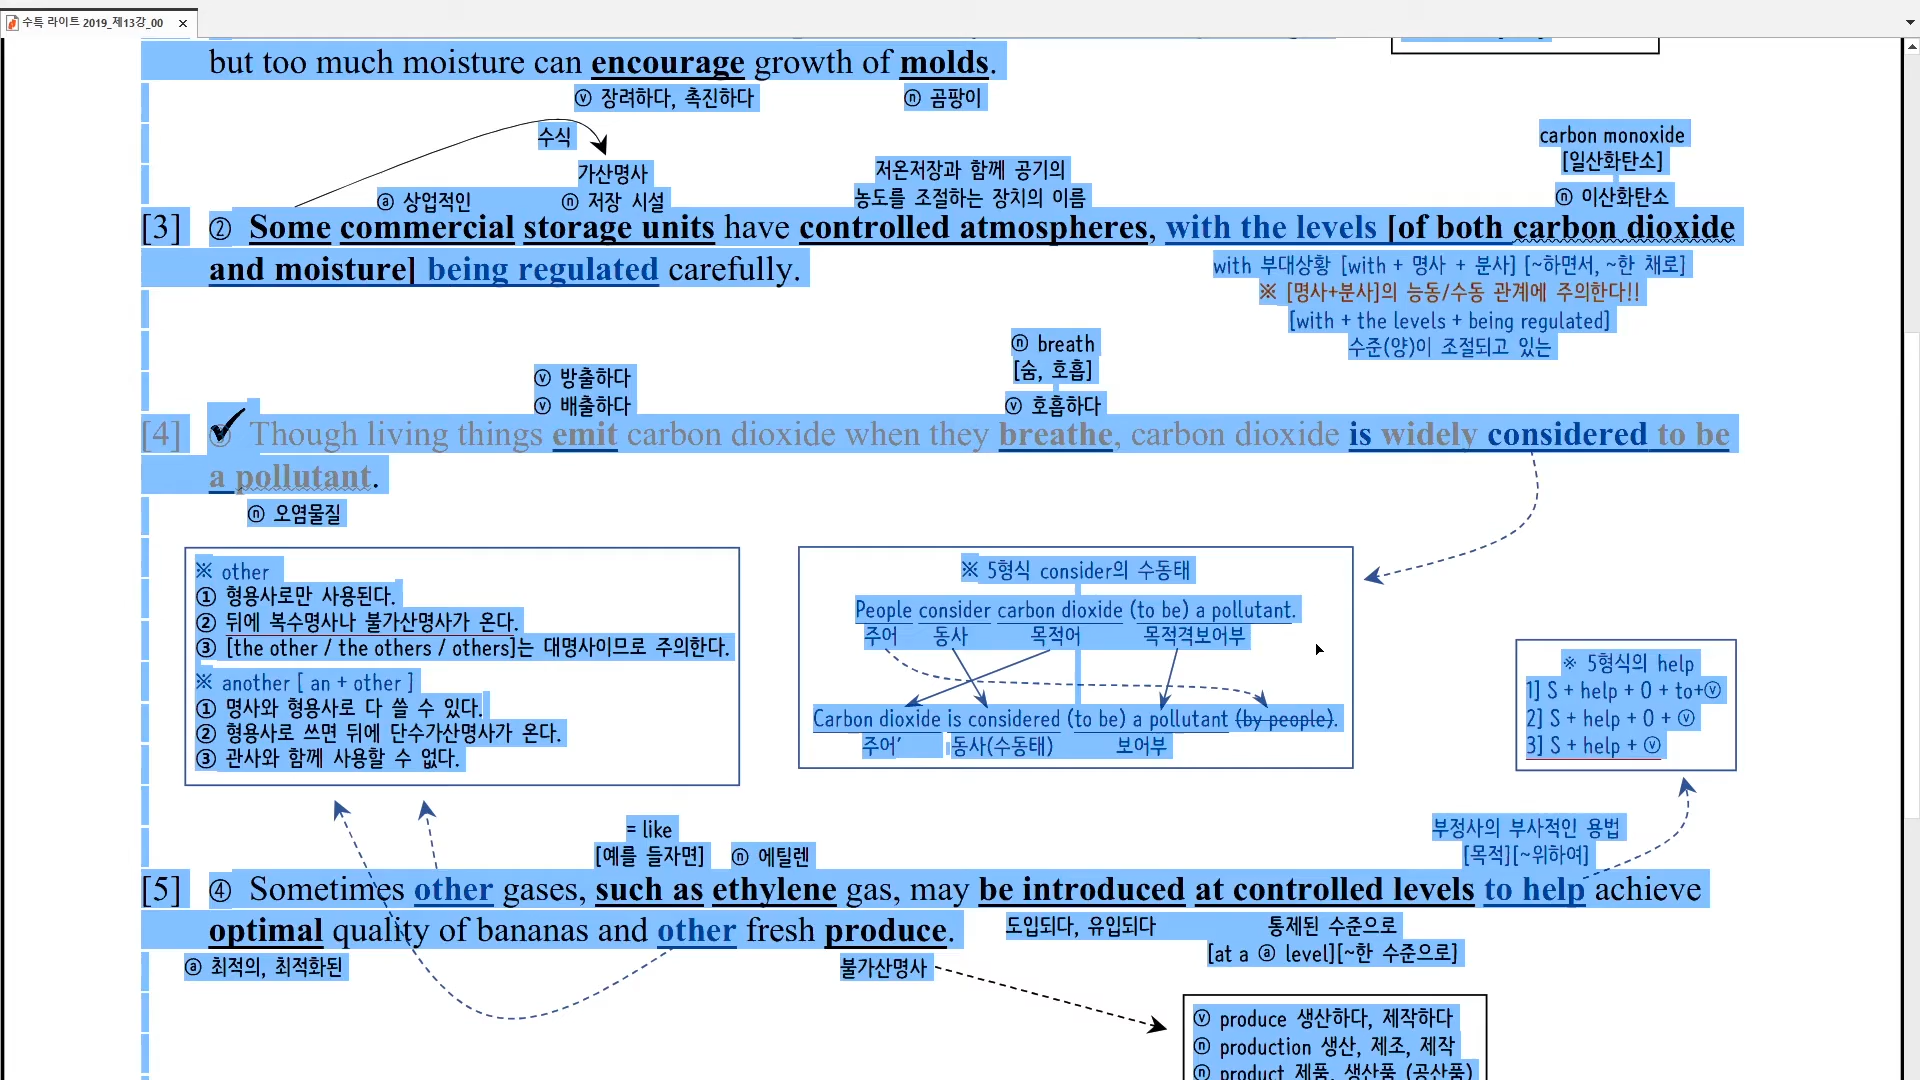 수특 라이트 2019_제13강_00
but too much moisture can encourage growth of molds.
ⓥ 장려하다, 촉진하다
ⓝ 곰팡이
수식
가산명사
ⓐ 상업적인
ⓝ 저장 시설
저온저장과 함께 공기의
농도를 조절하는 장치의 이름
carbon monoxide
[일산화탄소]
ⓝ 이산화탄소
[3] ② Some commercial storage units have controlled atmospheres, with the levels [of both carbon dioxide
and moisture] being regulated carefully.
with 부대상황 [with + 명사 + 분사] [~하면서, ~한 채로]
※ [명사+분사]의 능동/수동 관계에 주의한다!!
[with + the levels + being regulated]
수준(양)이 조절되고 있는
ⓥ 방출하다
ⓥ 배출하다
ⓝ breath
[숨, 호흡]
ⓥ 호흡하다
[4] Though living things emit carbon dioxide when they breathe, carbon dioxide is widely considered to be
a pollutant.
ⓝ 오염물질
※ other
① 형용사로만 사용된다.
② 뒤에 복수명사나 불가산명사가 온다.
③ [the other / the others / others]는 대명사이므로 주의한다.
※ another [ an + other ]
① 명사와 형용사로 다 쓸 수 있다.
② 형용사로 쓰면 뒤에 단수가산명사가 온다.
③ 관사와 함께 사용할 수 없다.
※ 5형식 consider의 수동태
People consider carbon dioxide (to be) a pollutant.
주어 동사 목적어 목적격보어부
Carbon dioxide is considered (to be) a pollutant (by people).
주어′ 동사(수동태) 보어부
※ 5형식의 help
1] S + help + O + to+ⓥ
2] S + help + O + ⓥ
3] S + help + ⓥ
= like
[예를 들자면]
ⓝ 에틸렌
부정사의 부사적인 용법
[목적][~위하여]
[5] ④ Sometimes other gases, such as ethylene gas, may be introduced at controlled levels to help achieve
optimal quality of bananas and other fresh produce.
도입되다, 유입되다
통제된 수준으로
[at a ⓐ level][~한 수준으로]
ⓐ 최적의, 최적화된
불가산명사
ⓥ produce 생산하다, 제작하다
ⓝ production 생산, 제조, 제작
ⓝ product 제품, 생산품 (공산품)